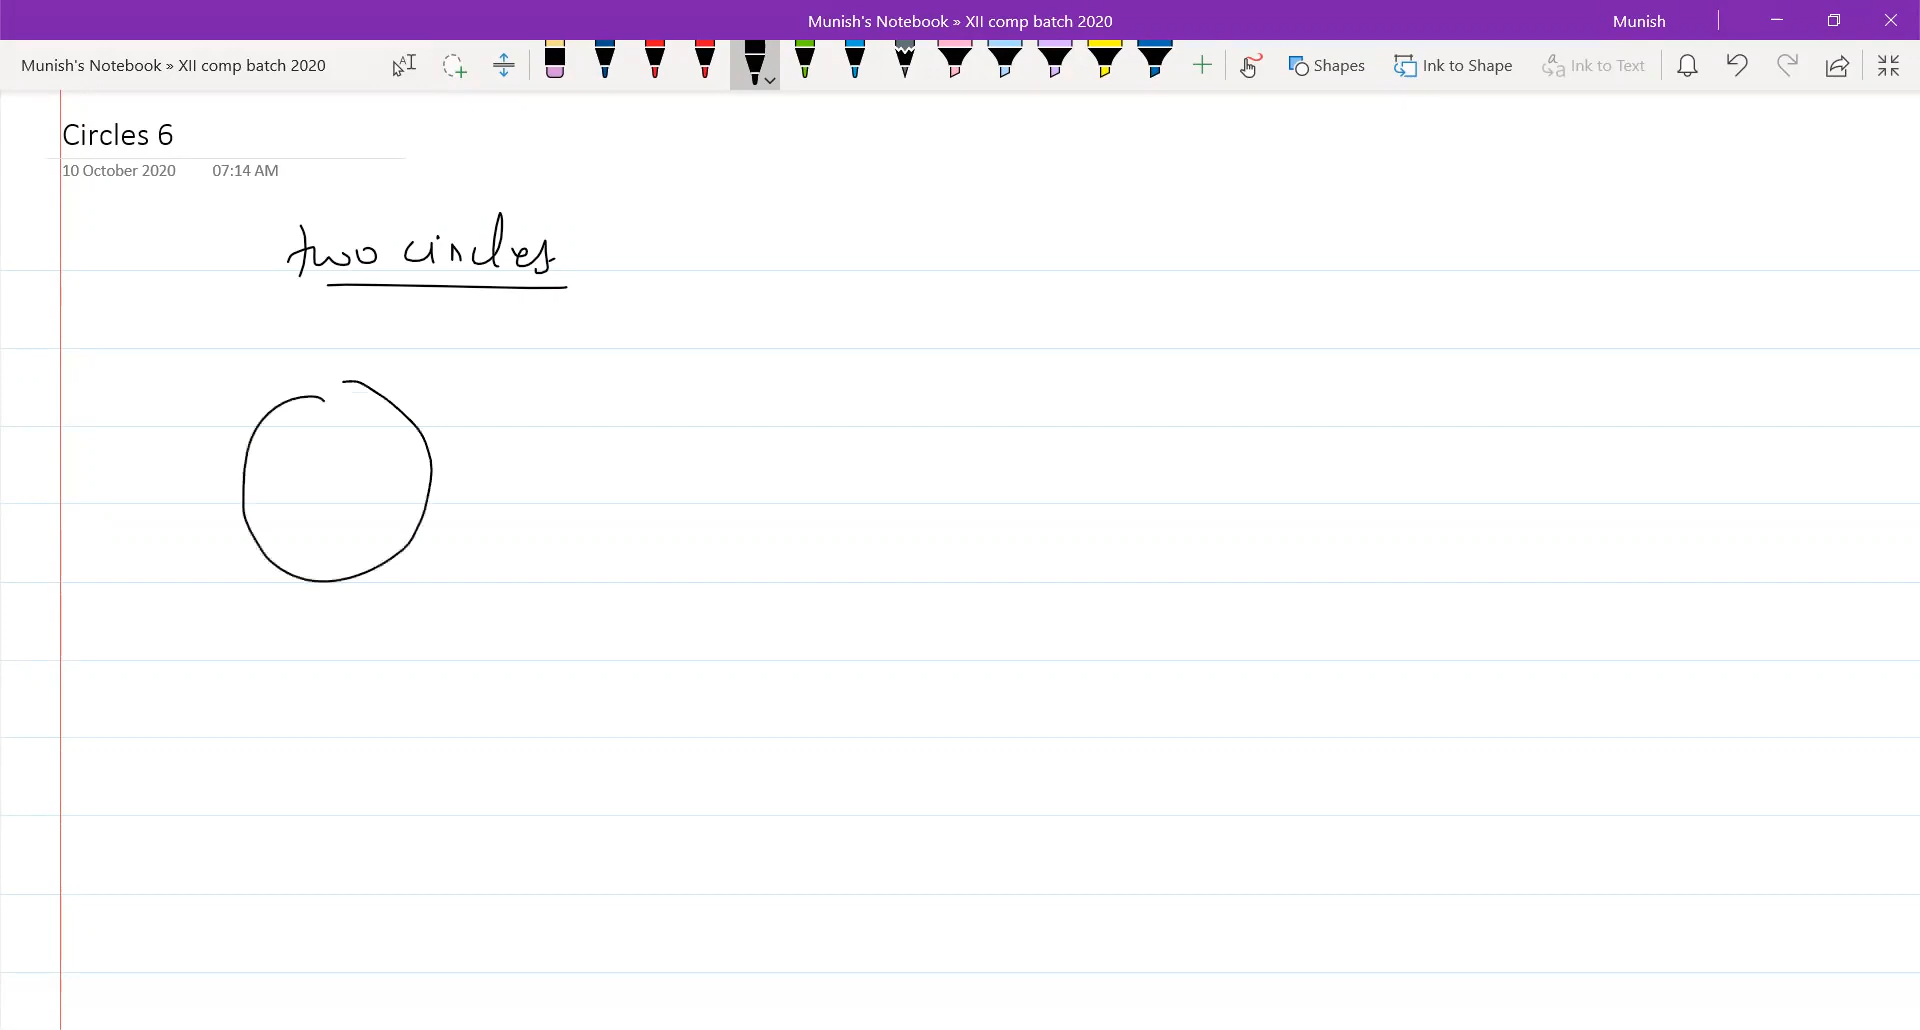 Munish's Notebook » XII comp batch 2020
Munish
Munish's Notebook » XII comp batch 2020
Shapes
Ink to Shape
Ink to Text
Circles 6
10 October 2020 07:14 AM
two circles